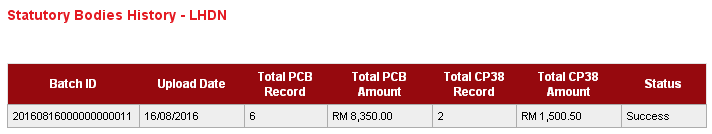 Statutory Bodies History - LHDN
Batch ID Upload Date Total PCB Record Total PCB Amount Total CP38 Record Total CP38 Amount Status
20160816000000000011 16/08/2016 6 RM 8,350.00 2 RM 1,500.50 Success